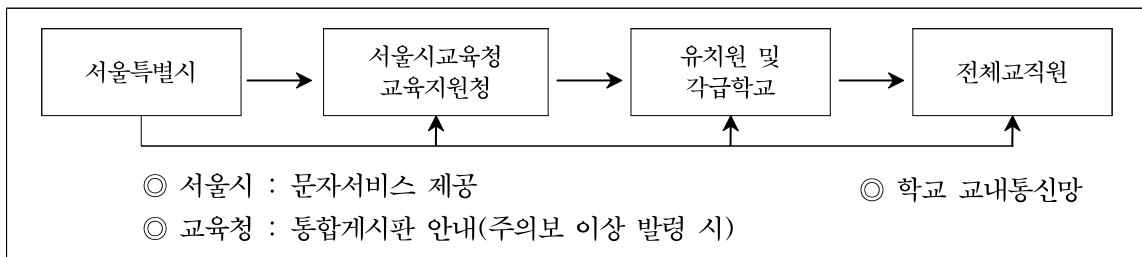 서울특별시
서울시교육청
교육지원청
유치원 및
각급학교
전체교직원
◎ 서울시 : 문자서비스 제공
◎ 학교 교내통신망
◎ 교육청 : 통합게시판 안내(주의보 이상 발령 시)